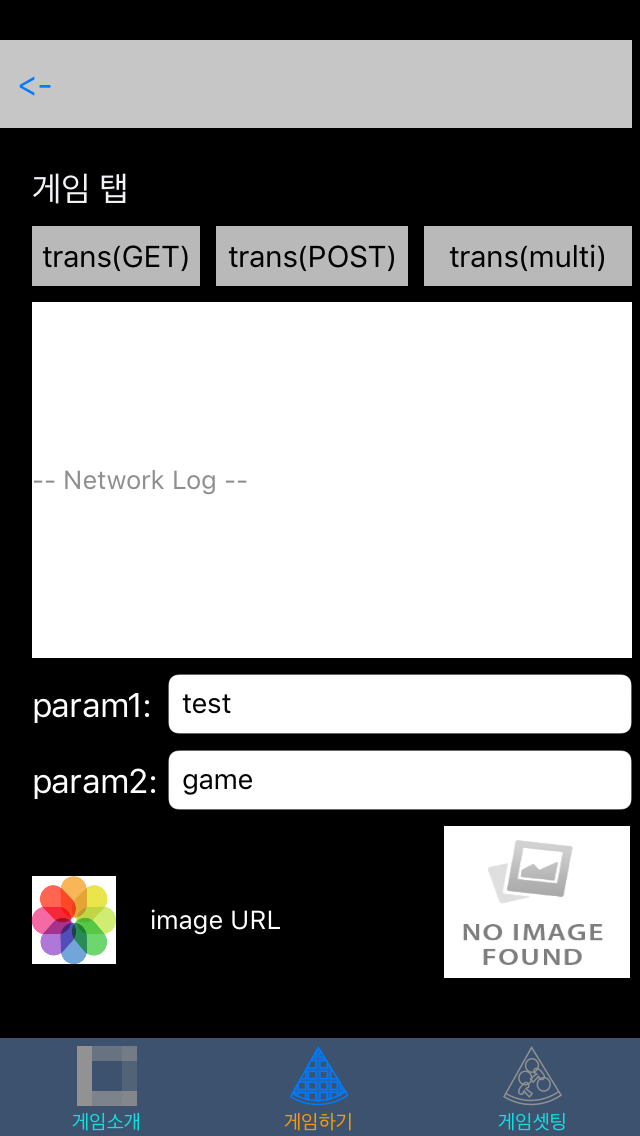 <-
게임 탭
trans(GET) trans(POST) trans(multi)
-- Network Log --
param1: test
param2: game
image URL
NO IMAGE
FOUND
게임소개 게임하기 게임셋팅